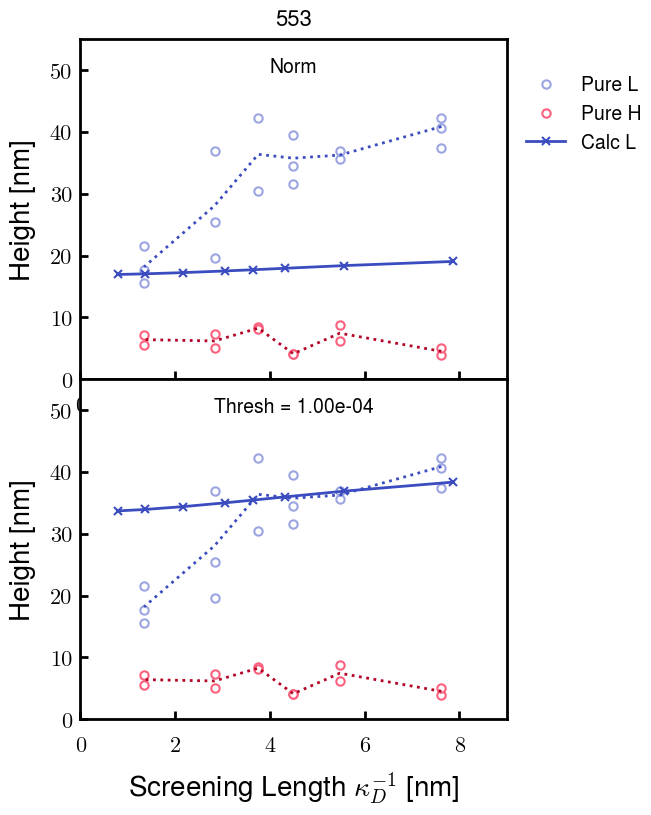 553
Norm
Pure L
Pure H
Calc L
Height [nm]
50
40
30
20
10
0
Thresh = 1.00e-04
Height [nm]
50
40
30
20
10
0
0 2 4 6 8
Screening Length κ_D^{-1} [nm]